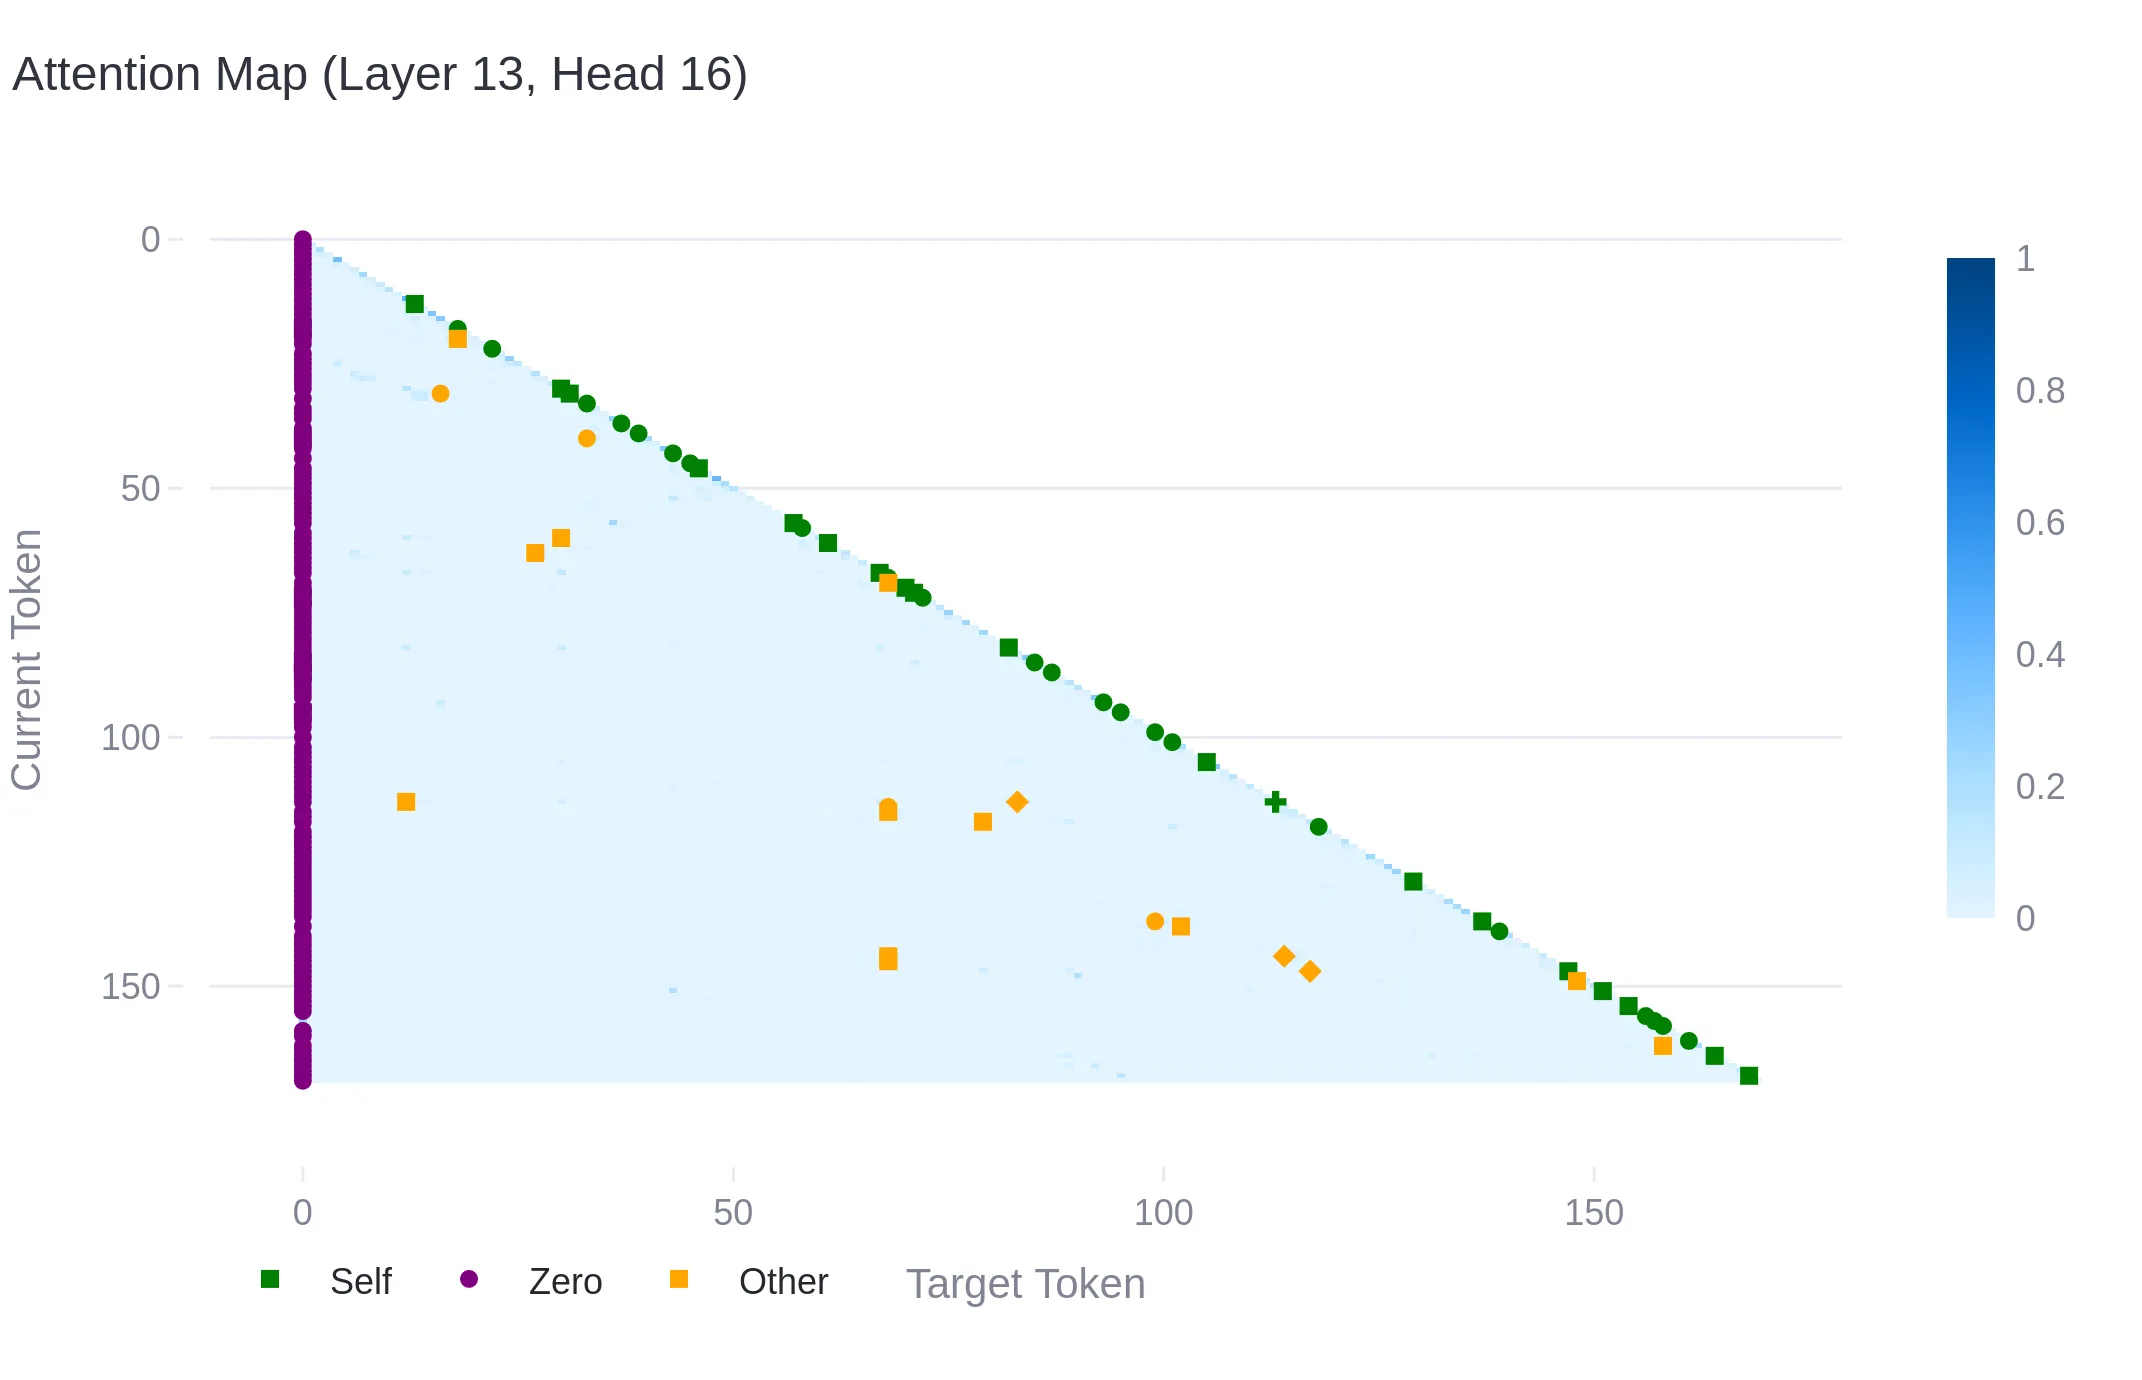 Attention Map (Layer 13, Head 16)
0
50
100
150
Current Token
1
0.8
0.6
0.4
0.2
0
0 50 100 150
Self Zero Other Target Token